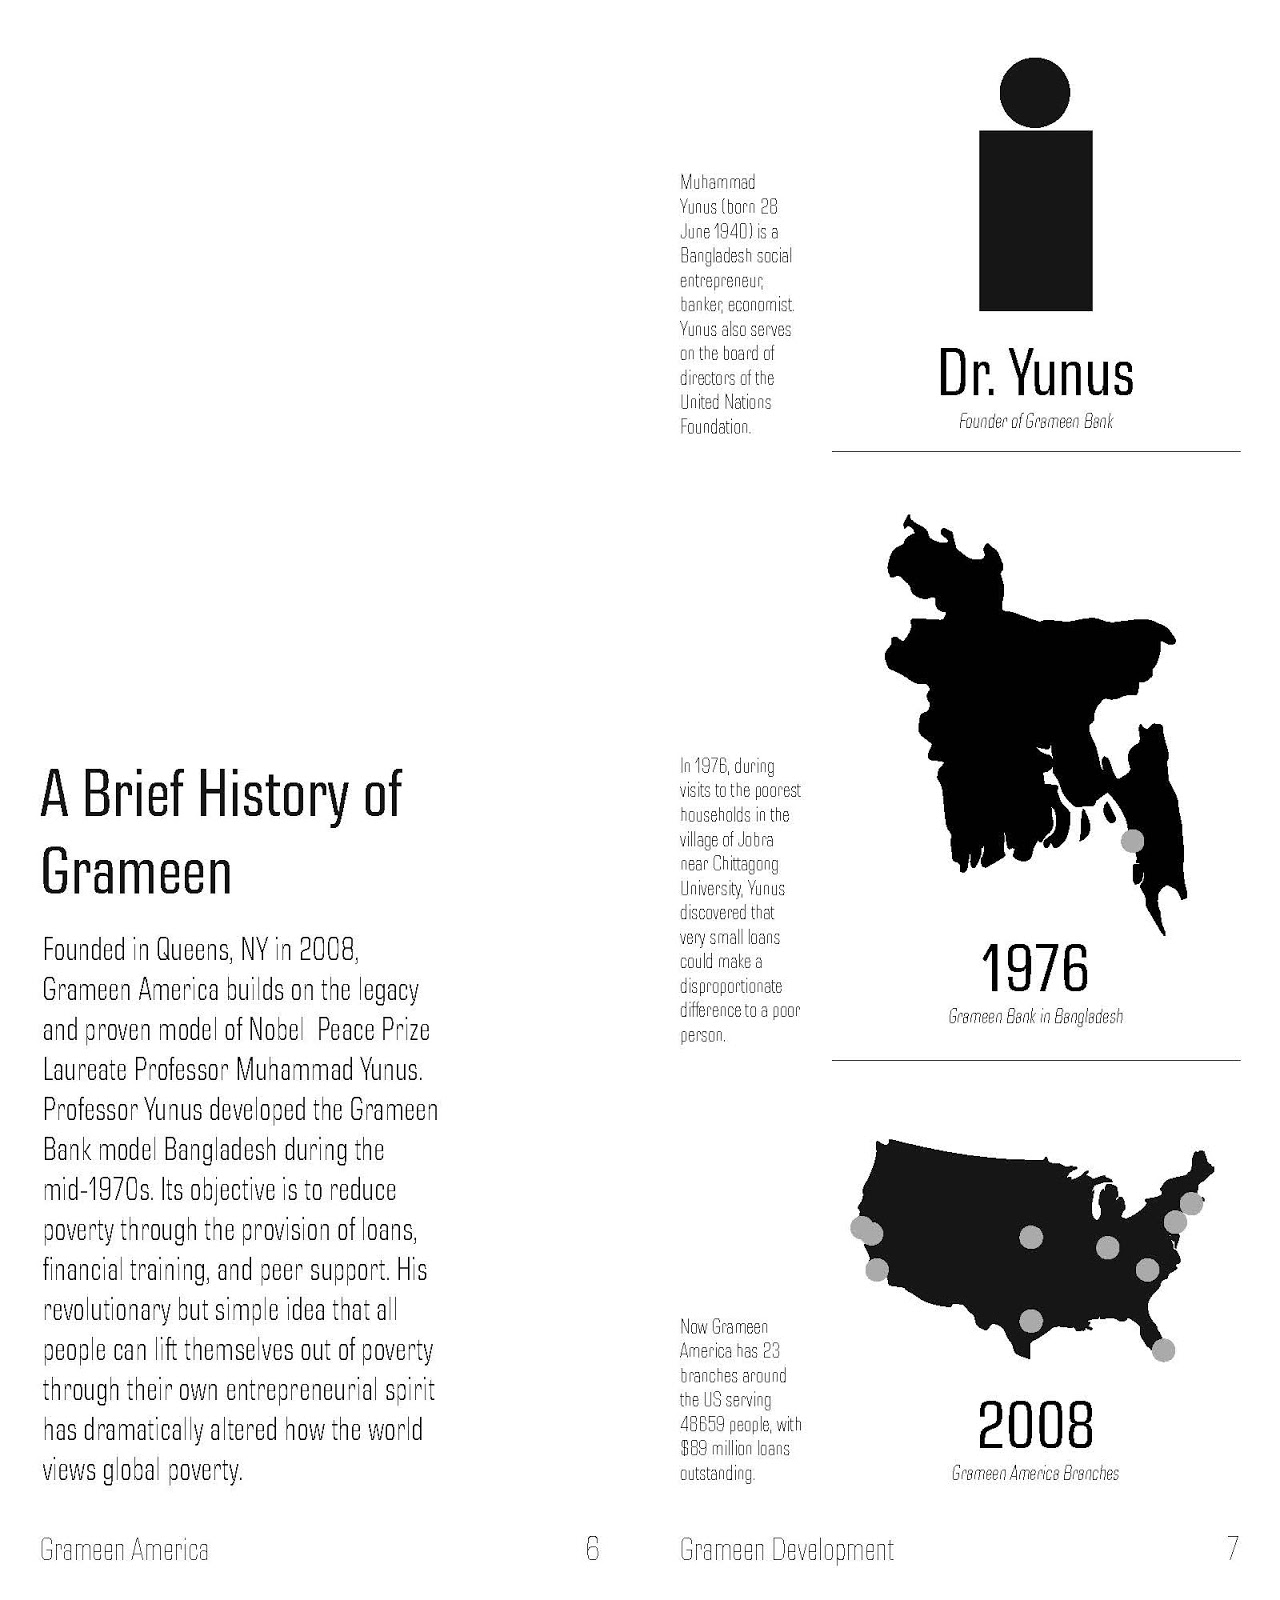 A Brief History of
Grameen
Founded in Queens, NY in 2008,
Grameen America builds on the legacy
and proven model of Nobel  Peace Prize
Laureate Professor Muhammad Yunus.
Professor Yunus developed the Grameen
Bank model Bangladesh during the
mid-1970s. Its objective is to reduce
poverty through the provision of loans,
financial training, and peer support. His
revolutionary but simple idea that all
people can lift themselves out of poverty
through their own entrepreneurial spirit
has dramatically altered how the world
views global poverty.
Grameen America
6
Muhammad
Yunus (born 28
June 1940) is a
Bangladesh social
entrepreneur,
banker, economist.
Yunus also serves
on the board of
directors of the
United Nations
Foundation.
Dr. Yunus
Founder of Grameen Bank
In 1976, during
visits to the poorest
households in the
village of Jobra
near Chittagong
University, Yunus
discovered that
very small loans
could make a
disproportionate
difference to a poor
person.
1976
Grameen Bank in Bangladesh
Now Grameen
America has 23
branches around
the US serving
48659 people, with
$89 million loans
outstanding.
2008
Grameen America Branches
Grameen Development
7